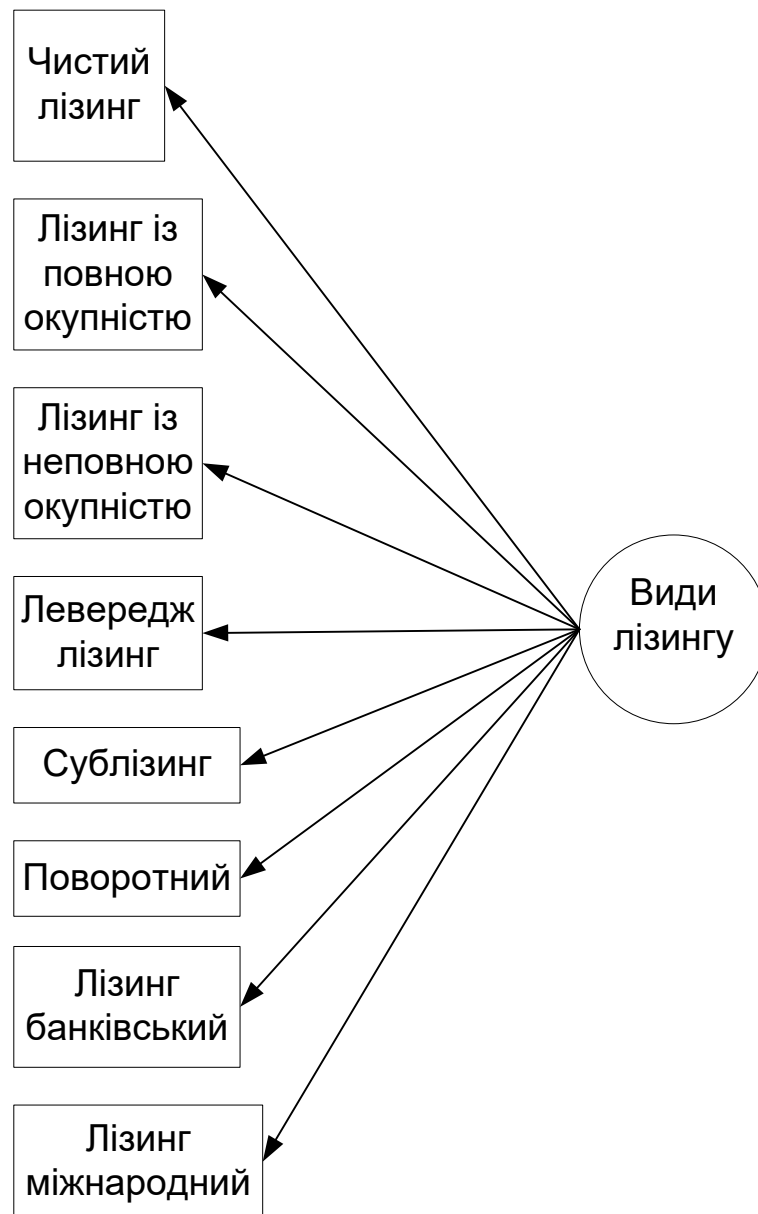 Чистий
лізинг
Лізинг із
повною
окупністю
Лізинг із
неповною
окупністю
Левередж
лізинг
Сублізинг
Поворотний
Лізинг
банківський
Лізинг
міжнародний
Види
лізингу